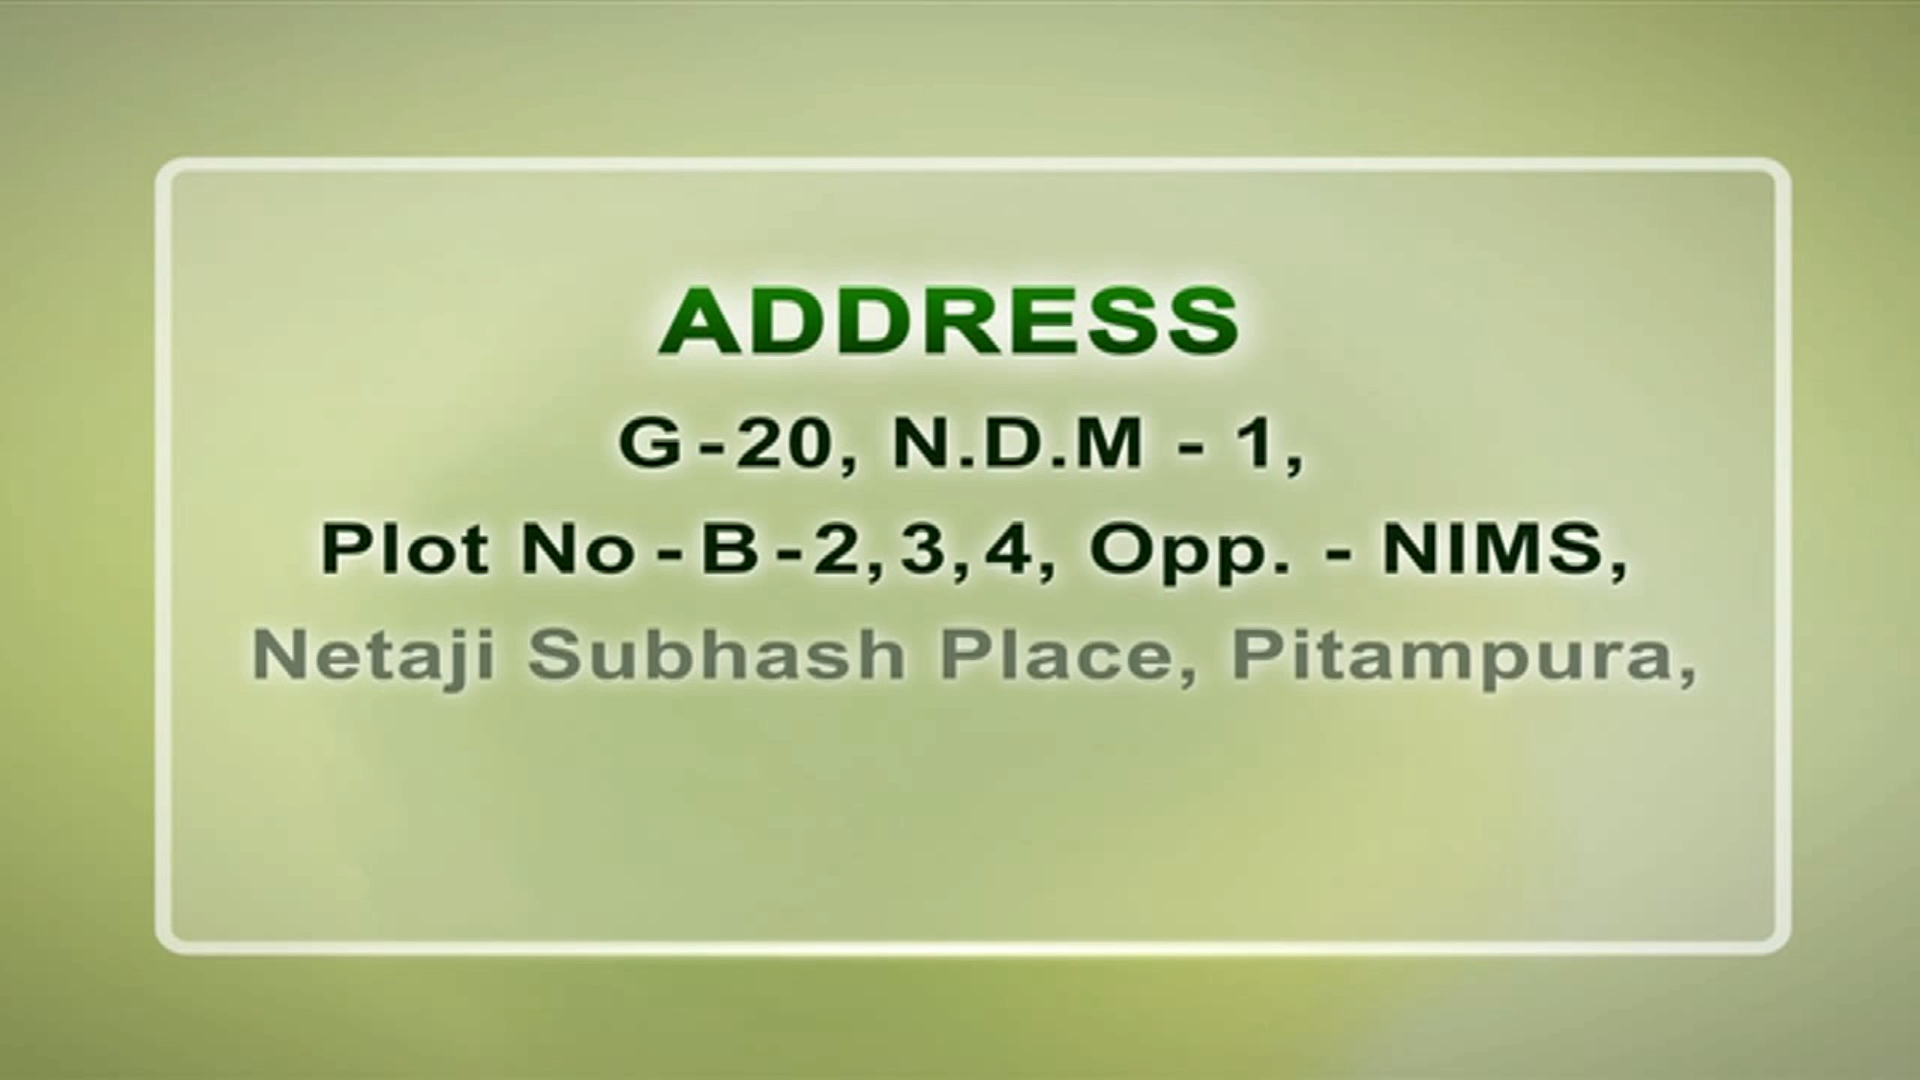 ADDRESS
G-20, N.D.M - 1,
Plot No-B-2,3,4, Opp. - NIMS,
Netaji Subhash Place, Pitampura,